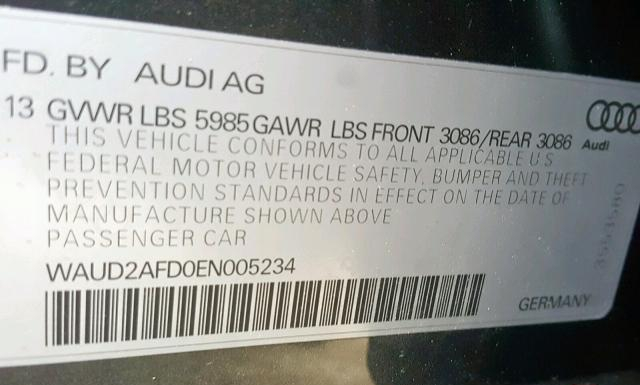 FD. BY AUDI AG
13 GVWR LBS 5985 GAWR LBS FRONT 3086/REAR 3086
THIS VEHICLE CONFORMS TO ALL APPLICABLE U S
FEDERAL MOTOR VEHICLE SAFETY, BUMPER AND THEFT
PREVENTION STANDARDS IN EFFECT ON THE DATE OF
MANUFACTURE SHOWN ABOVE
PASSENGER CAR
WAUD2AFD0EN005234
GERMANY
Audi